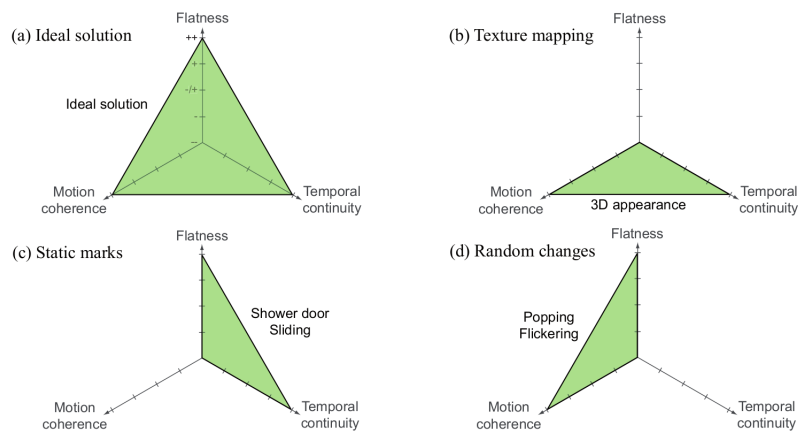 Flatness
(a) Ideal solution
++
+
-/+
-
--
Ideal solution
Motion
coherence
Temporal
continuity
Flatness
(b) Texture mapping
Motion
coherence
3D appearance
Temporal
continuity
Flatness
(c) Static marks
Shower door
Sliding
Motion
coherence
Temporal
continuity
Flatness
(d) Random changes
Popping
Flickering
Motion
coherence
Temporal
continuity